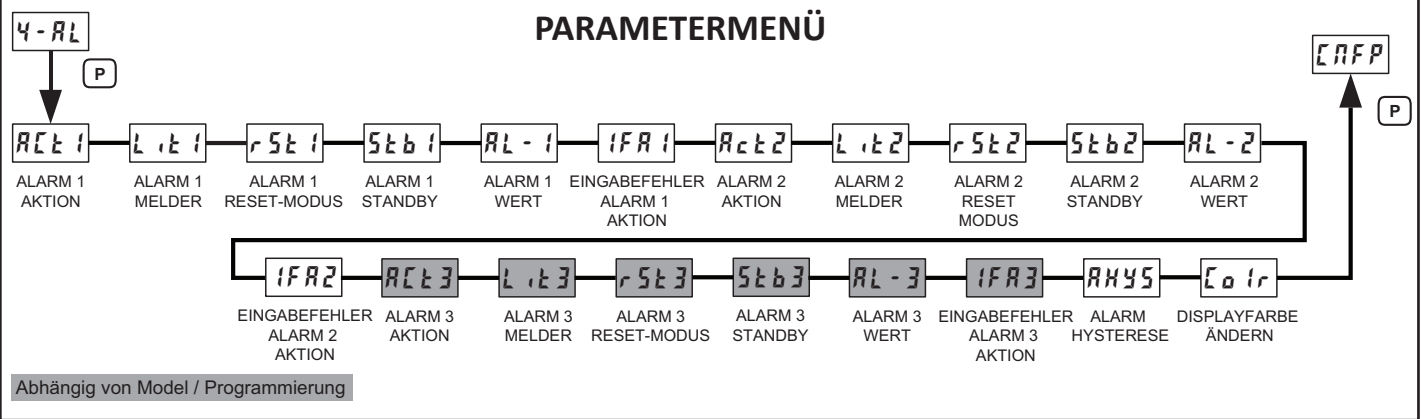 PARAMETERMENÜ
4-AL
P
CNFP
P
ACt1 Lit1 rSt1 Stb1 AL-1 IFA1 Act2 Lit2 rSt2 Stb2 AL-2
ALARM 1
AKTION
ALARM 1
MELDER
ALARM 1
RESET-MODUS
ALARM 1
STANDBY
ALARM 1
WERT
EINGABEFEHLER
ALARM 1
AKTION
ALARM 2
AKTION
ALARM 2
MELDER
ALARM 2
RESET
MODUS
ALARM 2
STANDBY
ALARM 2
WERT
IFA2 ACt3 Lit3 rSt3 Stb3 AL-3 IFA3 AHYS Colr
EINGABEFEHLER
ALARM 2
AKTION
ALARM 3
AKTION
ALARM 3
MELDER
ALARM 3
RESET-MODUS
ALARM 3
STANDBY
ALARM 3
WERT
EINGABEFEHLER
ALARM 3
AKTION
ALARM
HYSTERESE
DISPLAYFARBE
ÄNDERN
Abhängig von Model / Programmierung